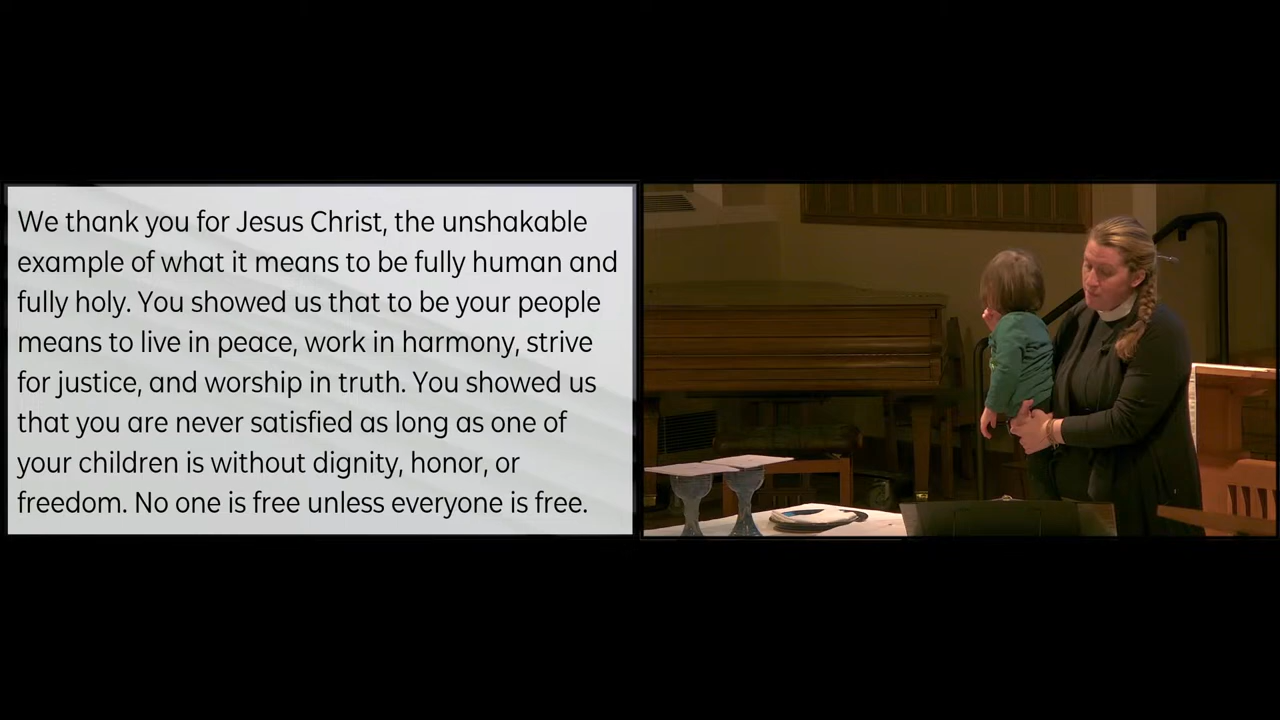 We thank you for Jesus Christ, the unshakable
example of what it means to be fully human and
fully holy. You showed us that to be your people
means to live in peace, work in harmony, strive
for justice, and worship in truth. You showed us
that you are never satisfied as long as one of
your children is without dignity, honor, or
freedom. No one is free unless everyone is free.